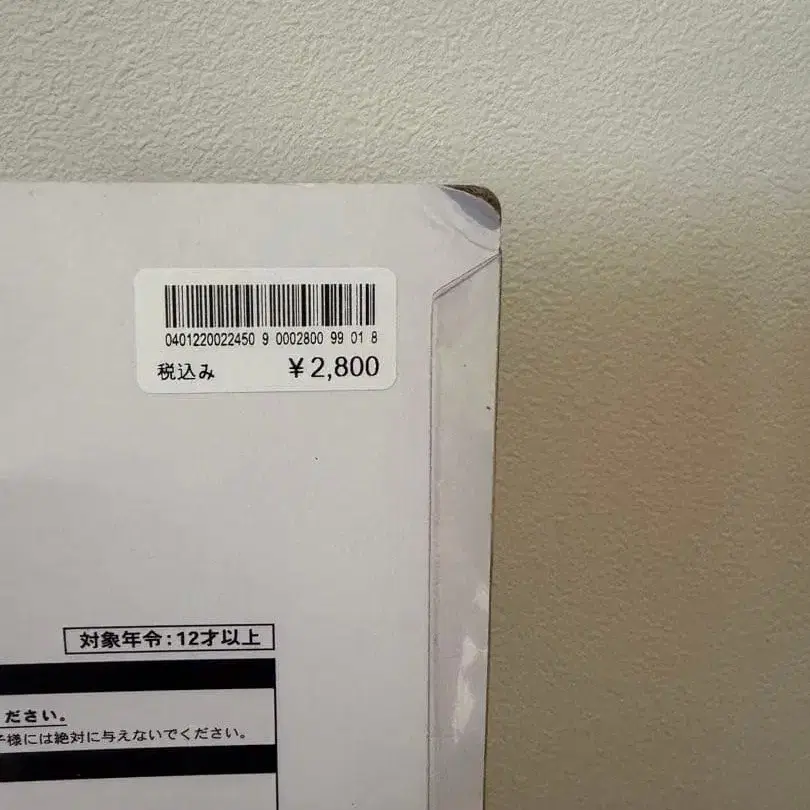 0401220022450 9 0002800 99 01 8
税込み ¥2,800
対象年令:12才以上
ださい。
子様には絶対に与えないでください。